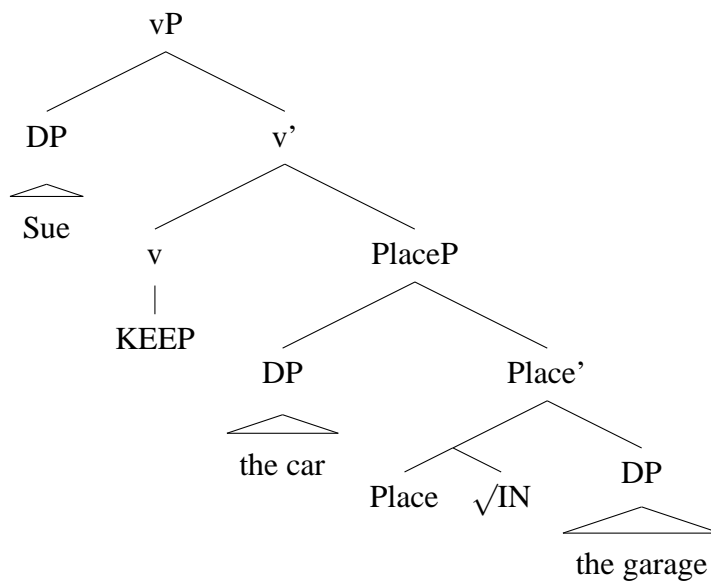 vP
DP v’
Sue
v PlaceP
KEEP
DP Place’
the car
Place √IN DP
the garage